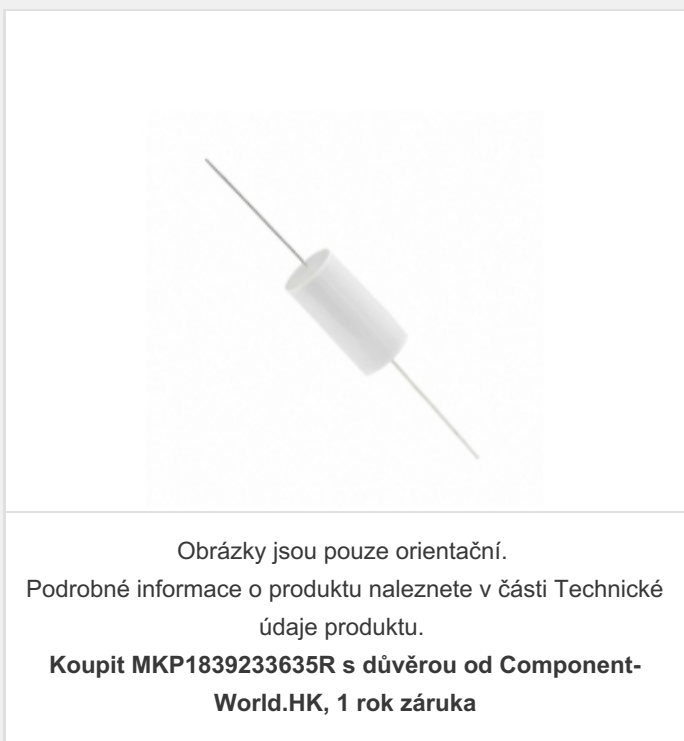 Obrázky jsou pouze orientační.
Podrobné informace o produktu naleznete v části Technické
údaje produktu.
Koupit MKP1839233635R s důvěrou od Component-
World.HK, 1 rok záruka